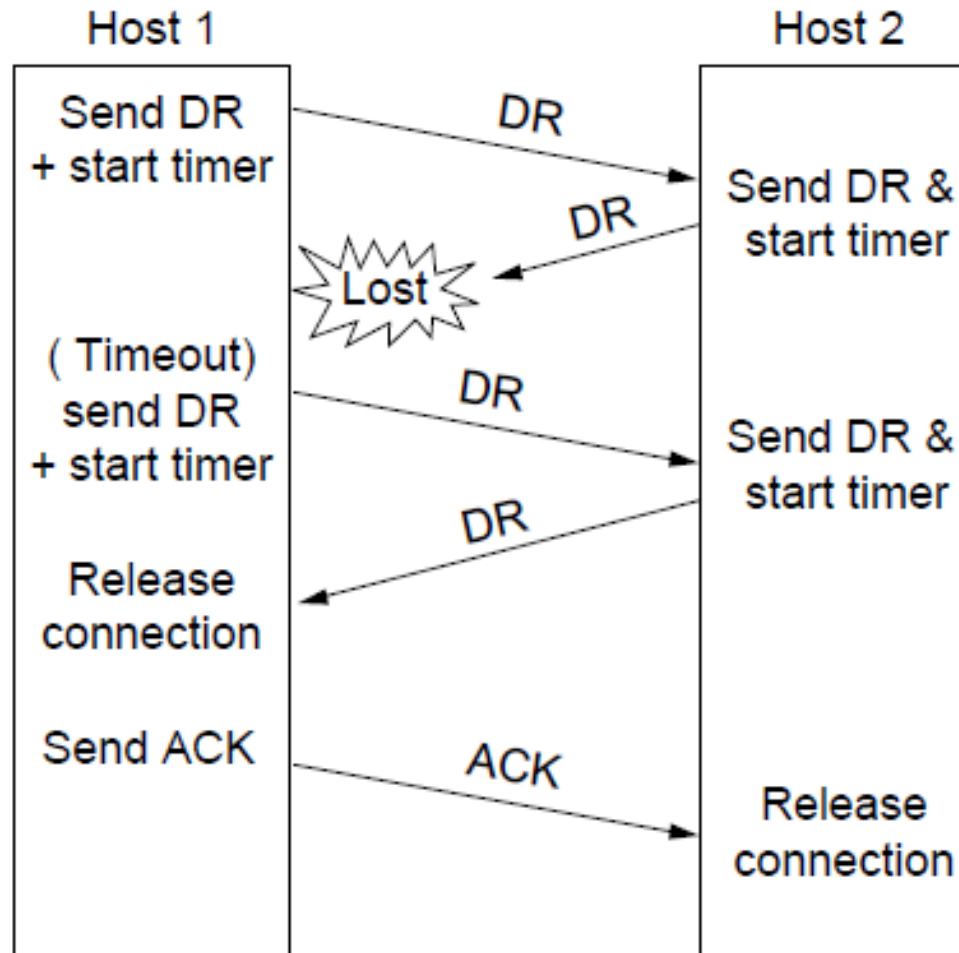 Host 1
Host 2
Send DR
+ start timer
DR
Send DR &
start timer
DR
Lost
( Timeout)
send DR
+ start timer
DR
Send DR &
start timer
DR
Release
connection
Send ACK
ACK
Release
connection